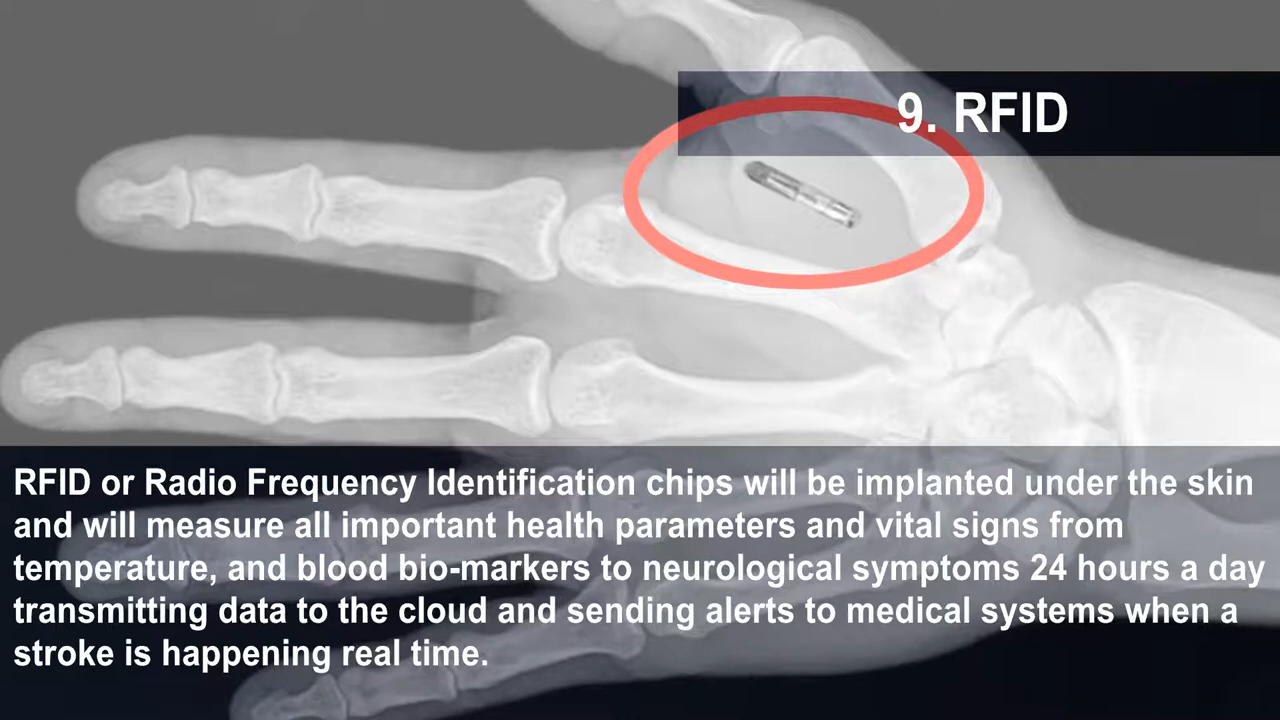 9. RFID
RFID or Radio Frequency Identification chips will be implanted under the skin
and will measure all important health parameters and vital signs from
temperature, and blood bio-markers to neurological symptoms 24 hours a day
transmitting data to the cloud and sending alerts to medical systems when a
stroke is happening real time.